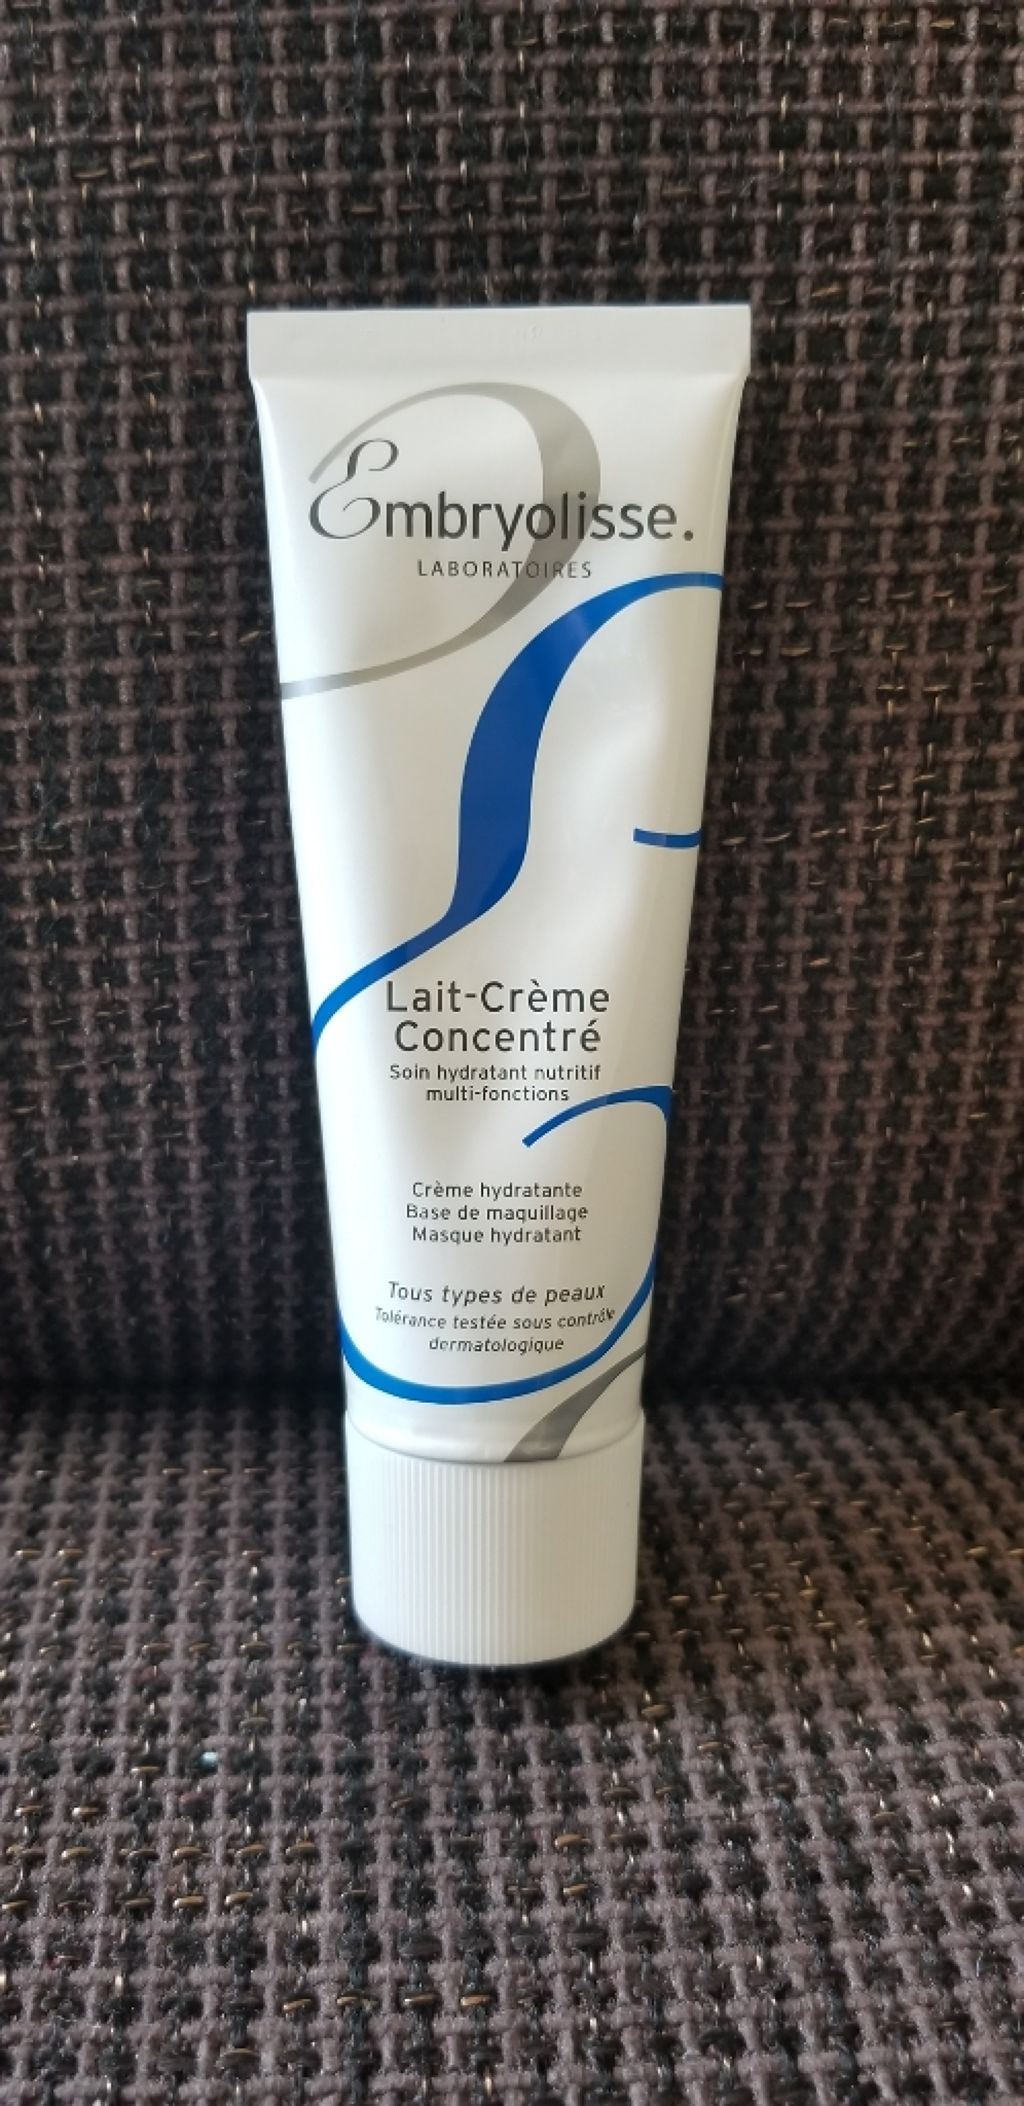 Embryolisse.
LABORATOIRES
Lait-Crème
Concentré
Soin hydratant nutritif
multi-fonctions
Crème hydratante
Base de maquillage
Masque hydratant
Tous types de peaux
Tolérance testée sous contrôle
dermatologique